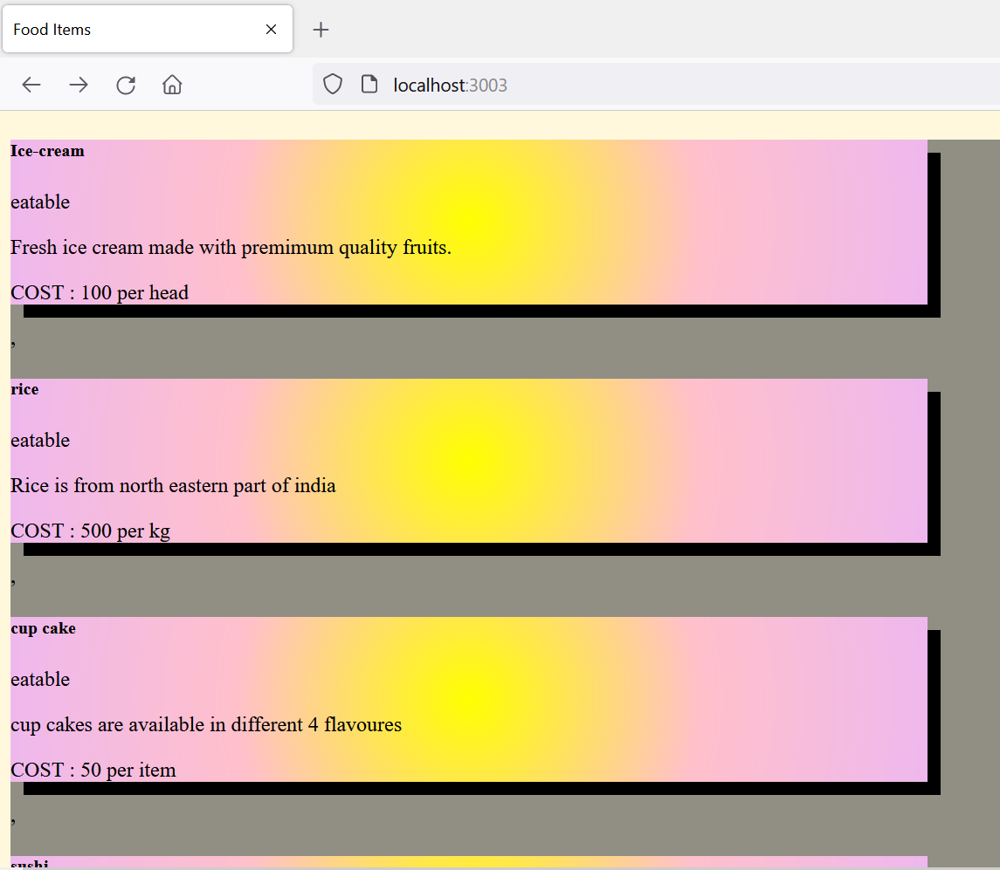 Food Items
localhost:3003
Ice-cream
eatable
Fresh ice cream made with premimum quality fruits.
COST : 100 per head
,
rice
eatable
Rice is from north eastern part of india
COST : 500 per kg
,
cup cake
eatable
cup cakes are available in different 4 flavoures
COST : 50 per item
,
sushi